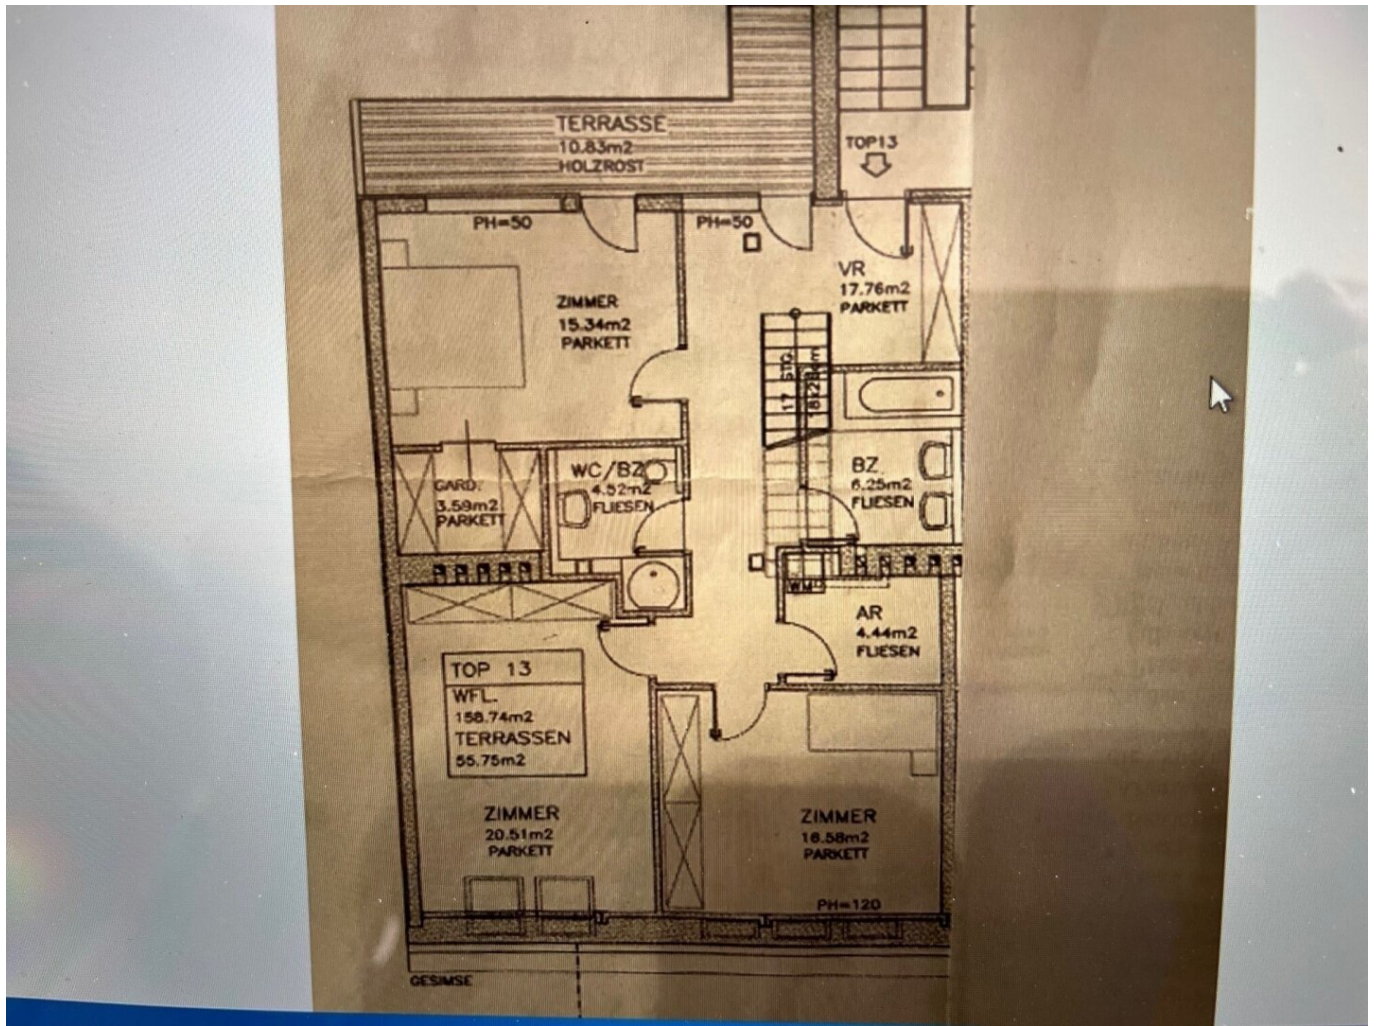 TERRASSE
10.83m2
HOLZROST
TOP13
PH=50
PH=50
VR
17.76m2
PARKETT
ZIMMER
15.34m2
PARKETT
17 STG.
18x28cm
GARD.
3.59m2
PARKETT
WC/BZ
4.52m2
FLIESEN
BZ
6.25m2
FLIESEN
WM
AR
4.44m2
FLIESEN
TOP 13
WFL.
158.74m2
TERRASSEN
55.75m2
ZIMMER
20.51m2
PARKETT
ZIMMER
16.58m2
PARKETT
PH=120
GESIMSE